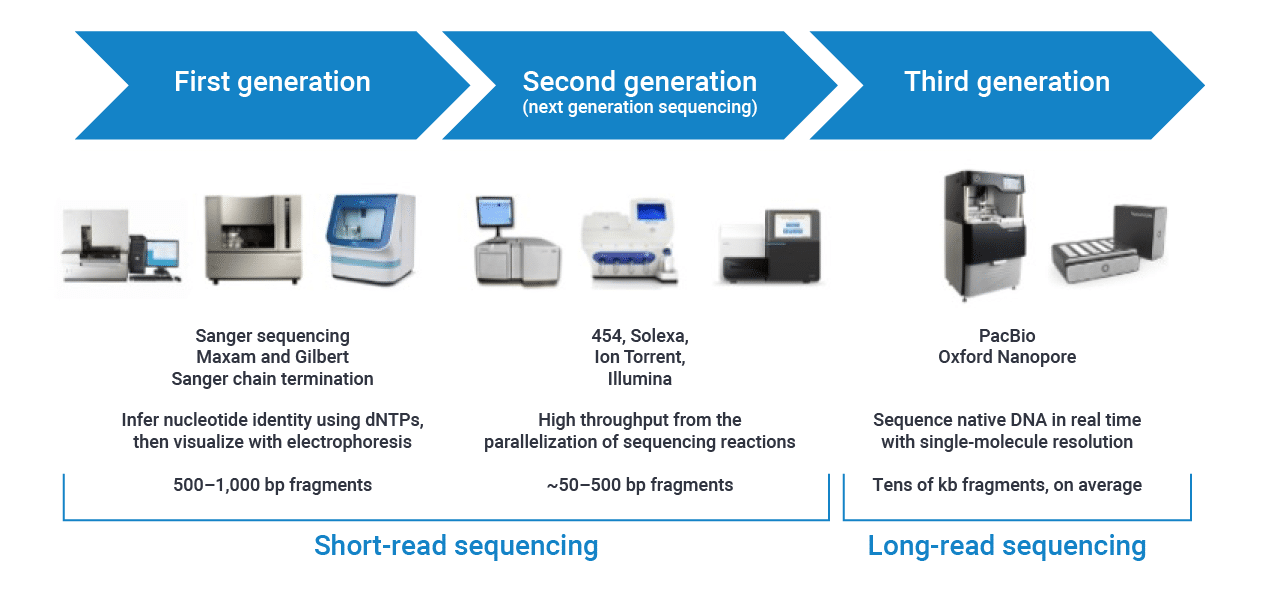 First generation
Second generation
(next generation sequencing)
Third generation
Sanger sequencing
Maxam and Gilbert
Sanger chain termination
454, Solexa,
Ion Torrent,
Illumina
PacBio
Oxford Nanopore
Infer nucleotide identity using dNTPs,
then visualize with electrophoresis
High throughput from the
parallelization of sequencing reactions
Sequence native DNA in real time
with single-molecule resolution
500–1,000 bp fragments
~50–500 bp fragments
Tens of kb fragments, on average
Short-read sequencing
Long-read sequencing